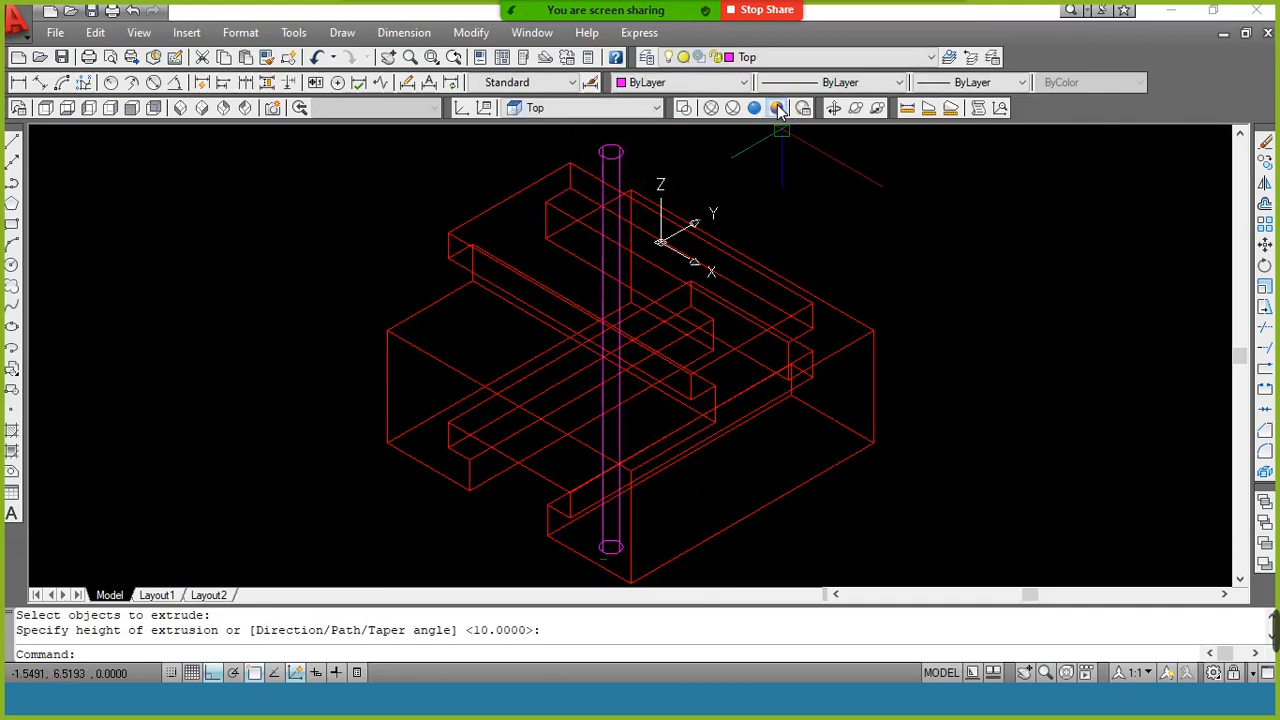 You are screen sharing
Stop Share
File Edit View Insert Format Tools Draw Dimension Modify Window Help Express
Top
Standard ByLayer ByLayer ByLayer ByColor
Top
Z
Y
X
Model Layout1 Layout2
Select objects to extrude:
Specify height of extrusion or [Direction/Path/Taper angle] <10.0000>:
Command:
-1.5491, 6.5193 ,0.0000 MODEL 1:1